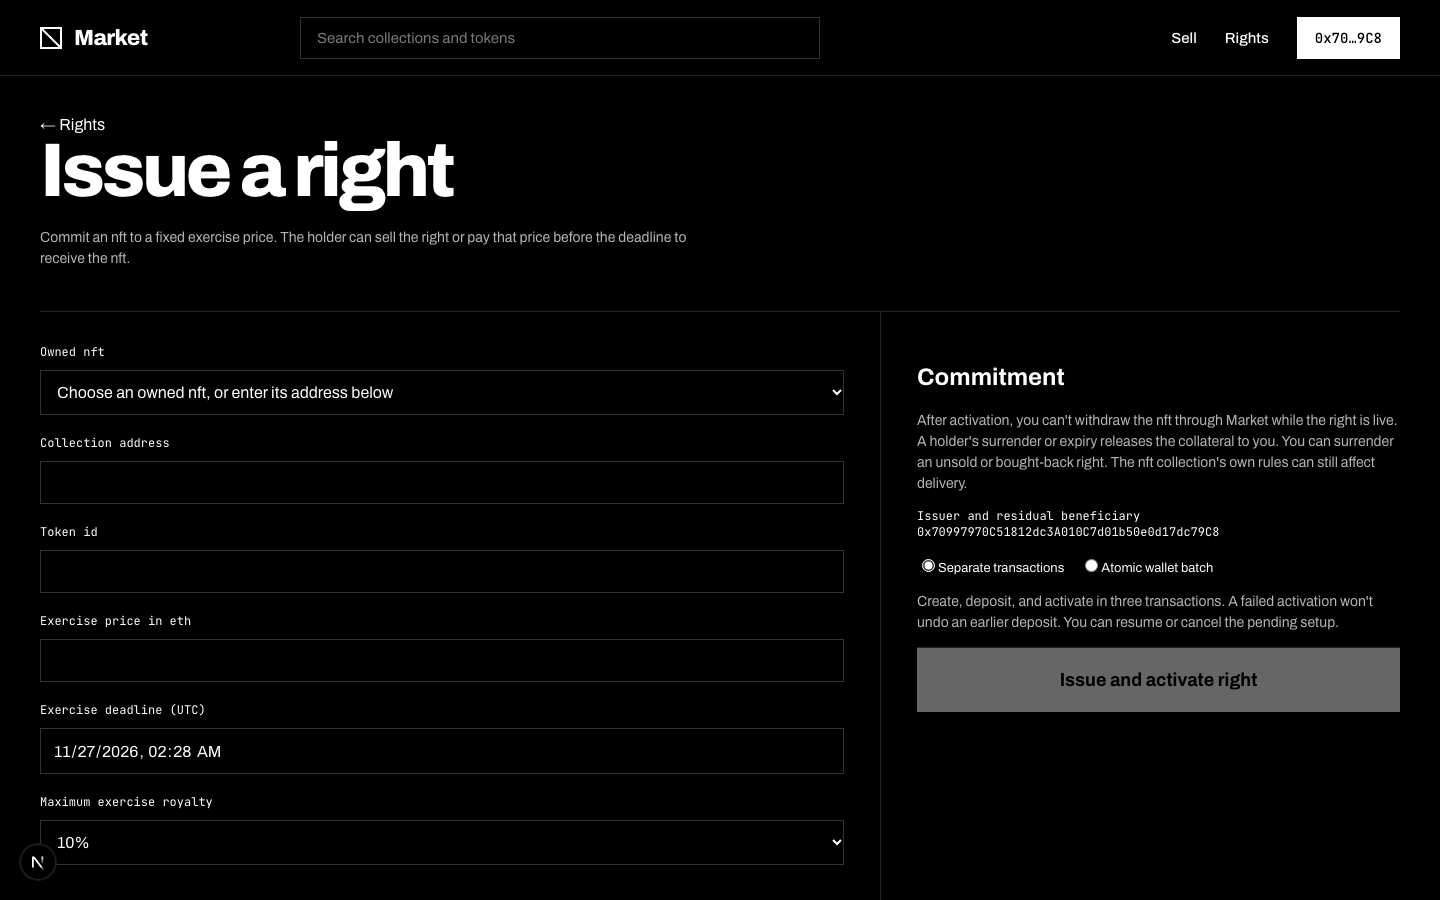 Market
Search collections and tokens
Sell
Rights
0x70…9C8
← Rights
Issue a right
Commit an nft to a fixed exercise price. The holder can sell the right or pay that price before the deadline to
receive the nft.
Owned nft
Choose an owned nft, or enter its address below
Collection address
Token id
Exercise price in eth
Exercise deadline (UTC)
11/27/2026, 02:28 AM
Maximum exercise royalty
10%
N
Commitment
After activation, you can't withdraw the nft through Market while the right is live.
A holder's surrender or expiry releases the collateral to you. You can surrender
an unsold or bought-back right. The nft collection's own rules can still affect
delivery.
Issuer and residual beneficiary
0x70997970C51812dc3A010C7d01b50e0d17dc79C8
Separate transactions
Atomic wallet batch
Create, deposit, and activate in three transactions. A failed activation won't
undo an earlier deposit. You can resume or cancel the pending setup.
Issue and activate right